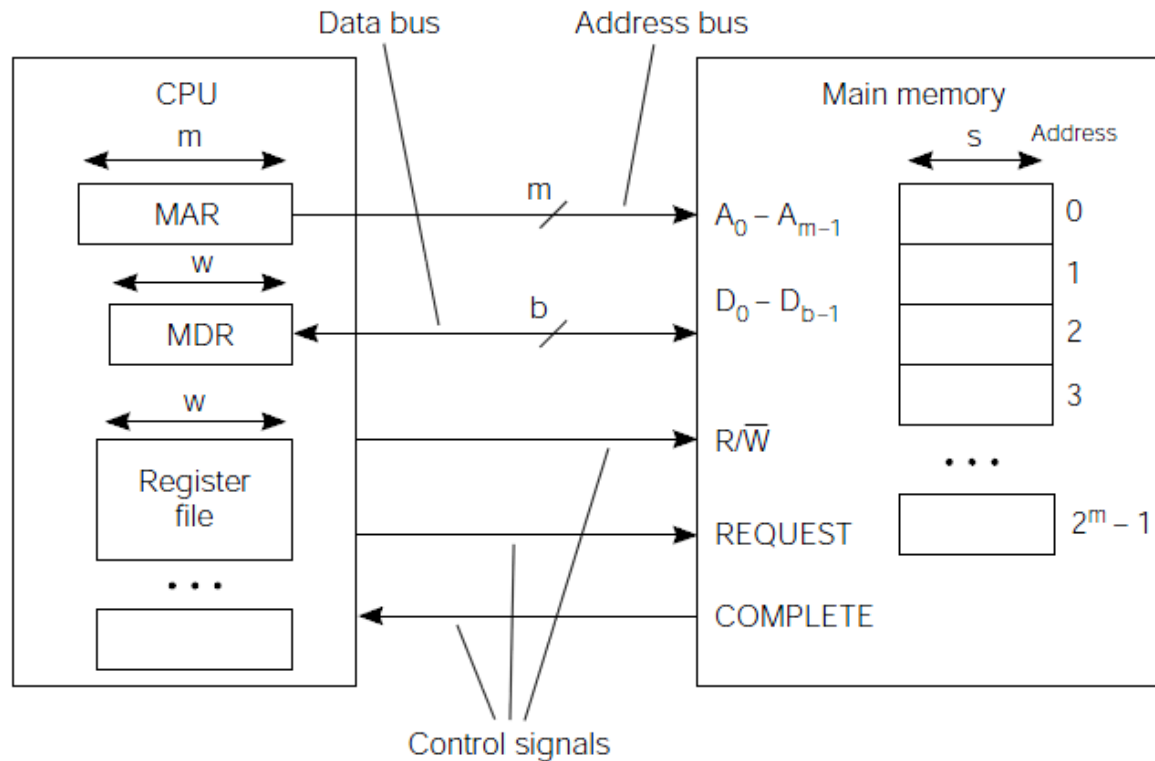 Data bus
Address bus
CPU
m
MAR
w
MDR
w
Register
file
• • •
m
b
Main memory
s
Address
A₀ – Aₘ₋₁
D₀ – D_b–1
R/W̅
REQUEST
COMPLETE
0
1
2
3
• • •
2ᵐ – 1
Control signals